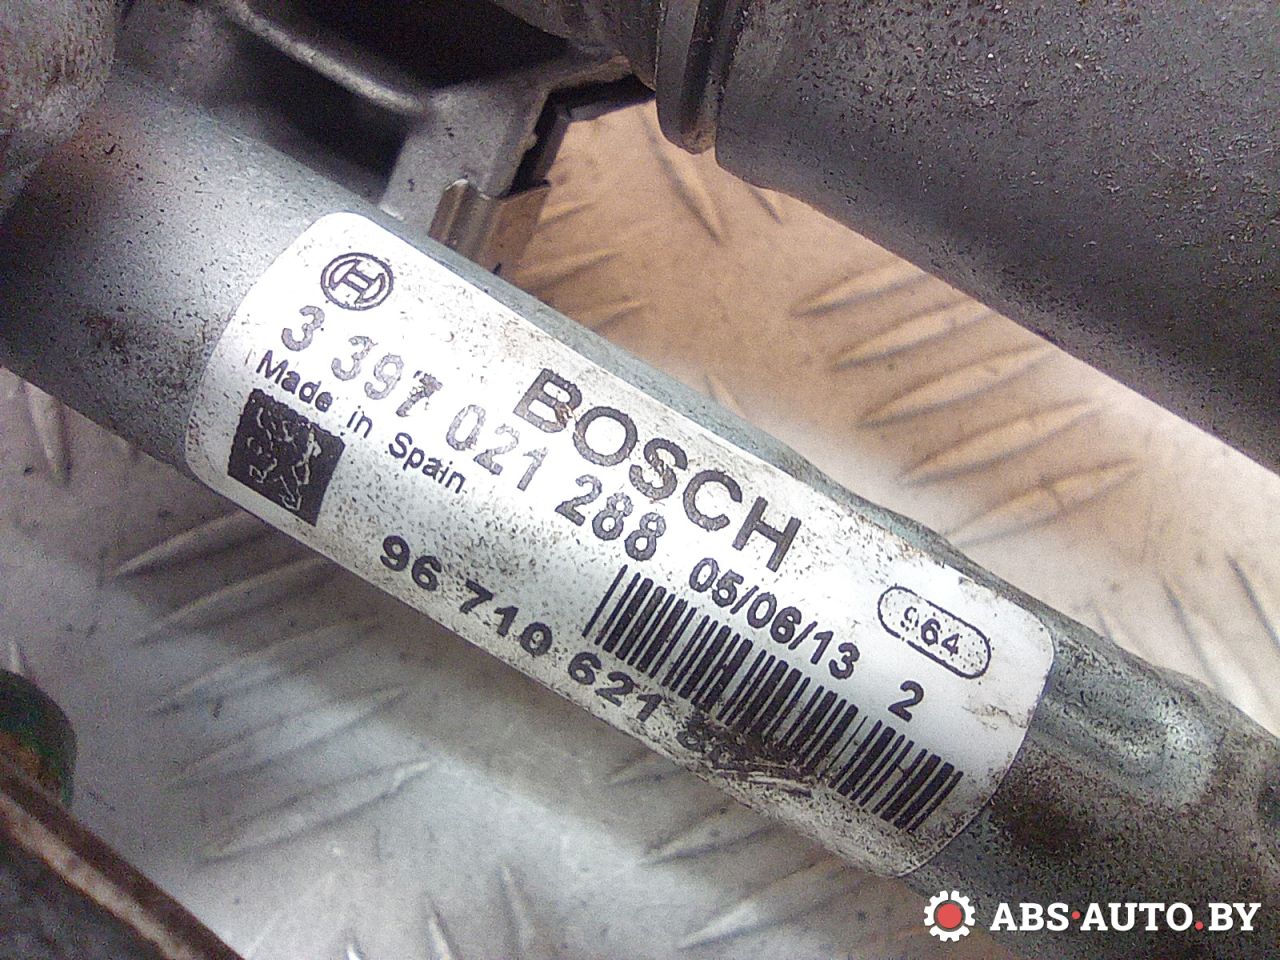 BOSCH
3 397 021 288 05/06/13 964
Made in Spain
2
96 710 621
ABS·AUTO.BY